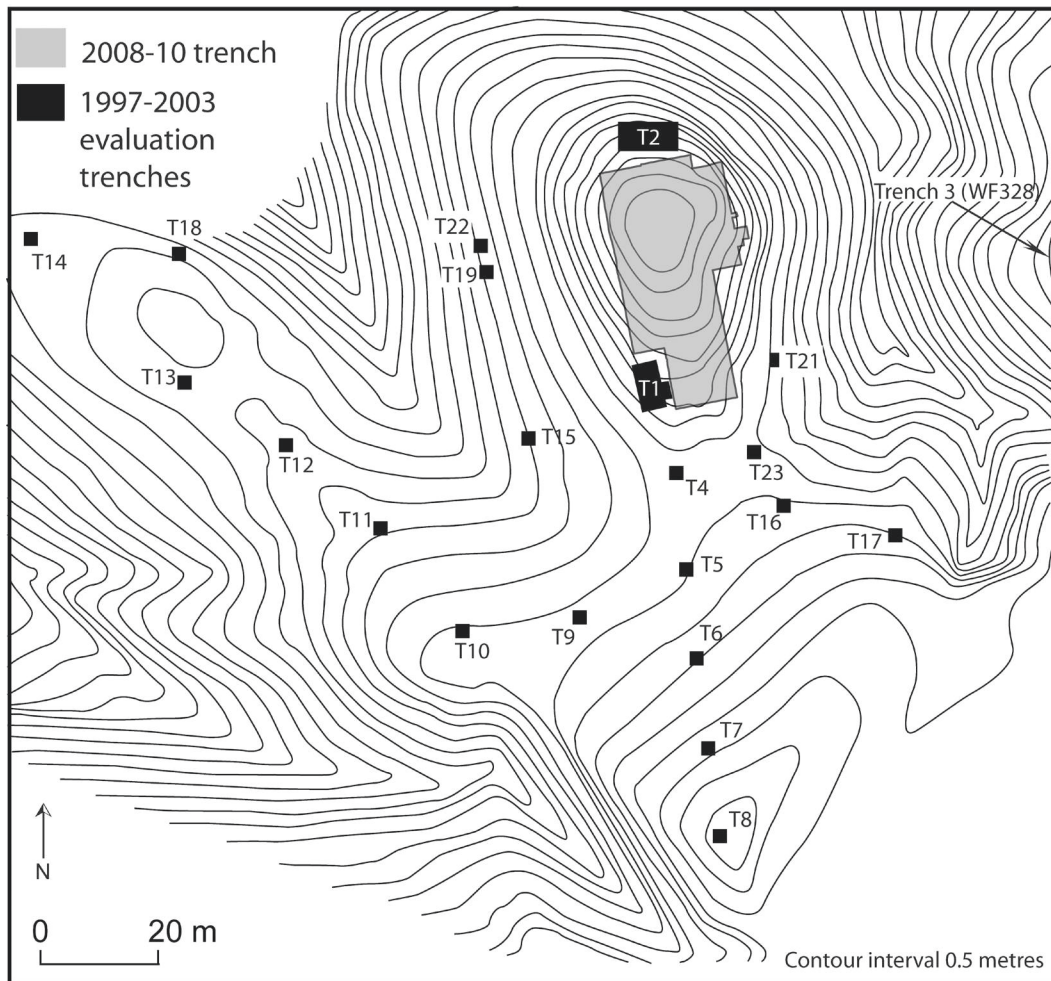 2008-10 trench
1997-2003
evaluation
trenches
T2
Trench 3 (WF328)
T14
T18
T22
T19
T13
T1
T21
T12
T15
T23
T4
T11
T16
T17
T5
T10
T9
T6
T7
T8
N
0 20 m
Contour interval 0.5 metres